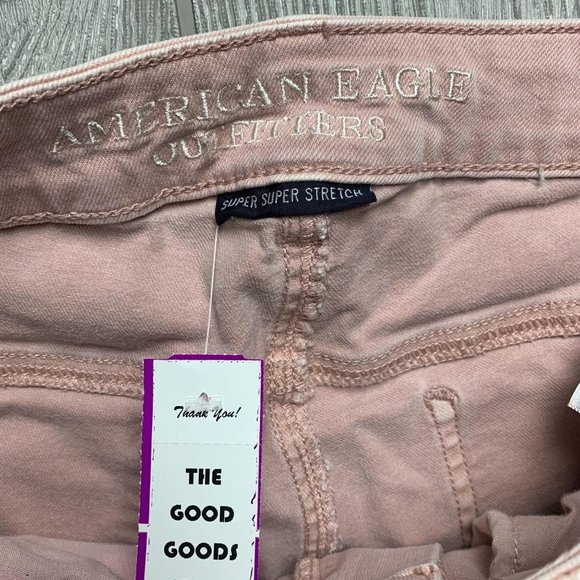 AMERICAN EAGLE
OUTFITTERS
SUPER SUPER STRETCH
Thank You!
THE
GOOD
GOODS